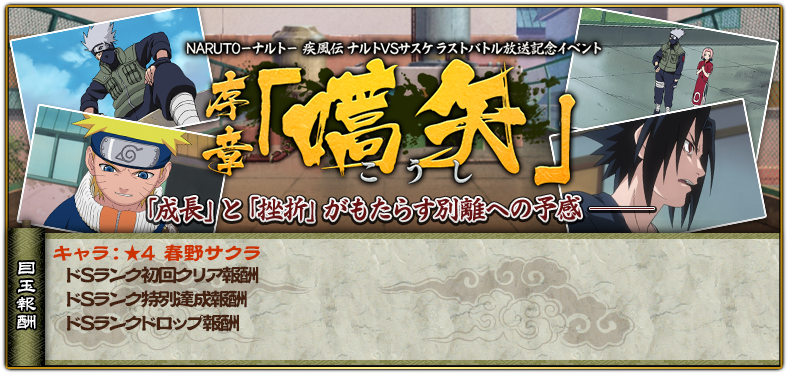 NARUTO－ナルト－ 疾風伝 ナルトVSサスケ ラストバトル放送記念イベント
序章「嚆矢」
こうし
「成長」と「挫折」がもたらす別離への予感――
目玉報酬
キャラ：★4 春野サクラ
ドSランク初回クリア報酬
ドSランク特別達成報酬
ドSランクドロップ報酬